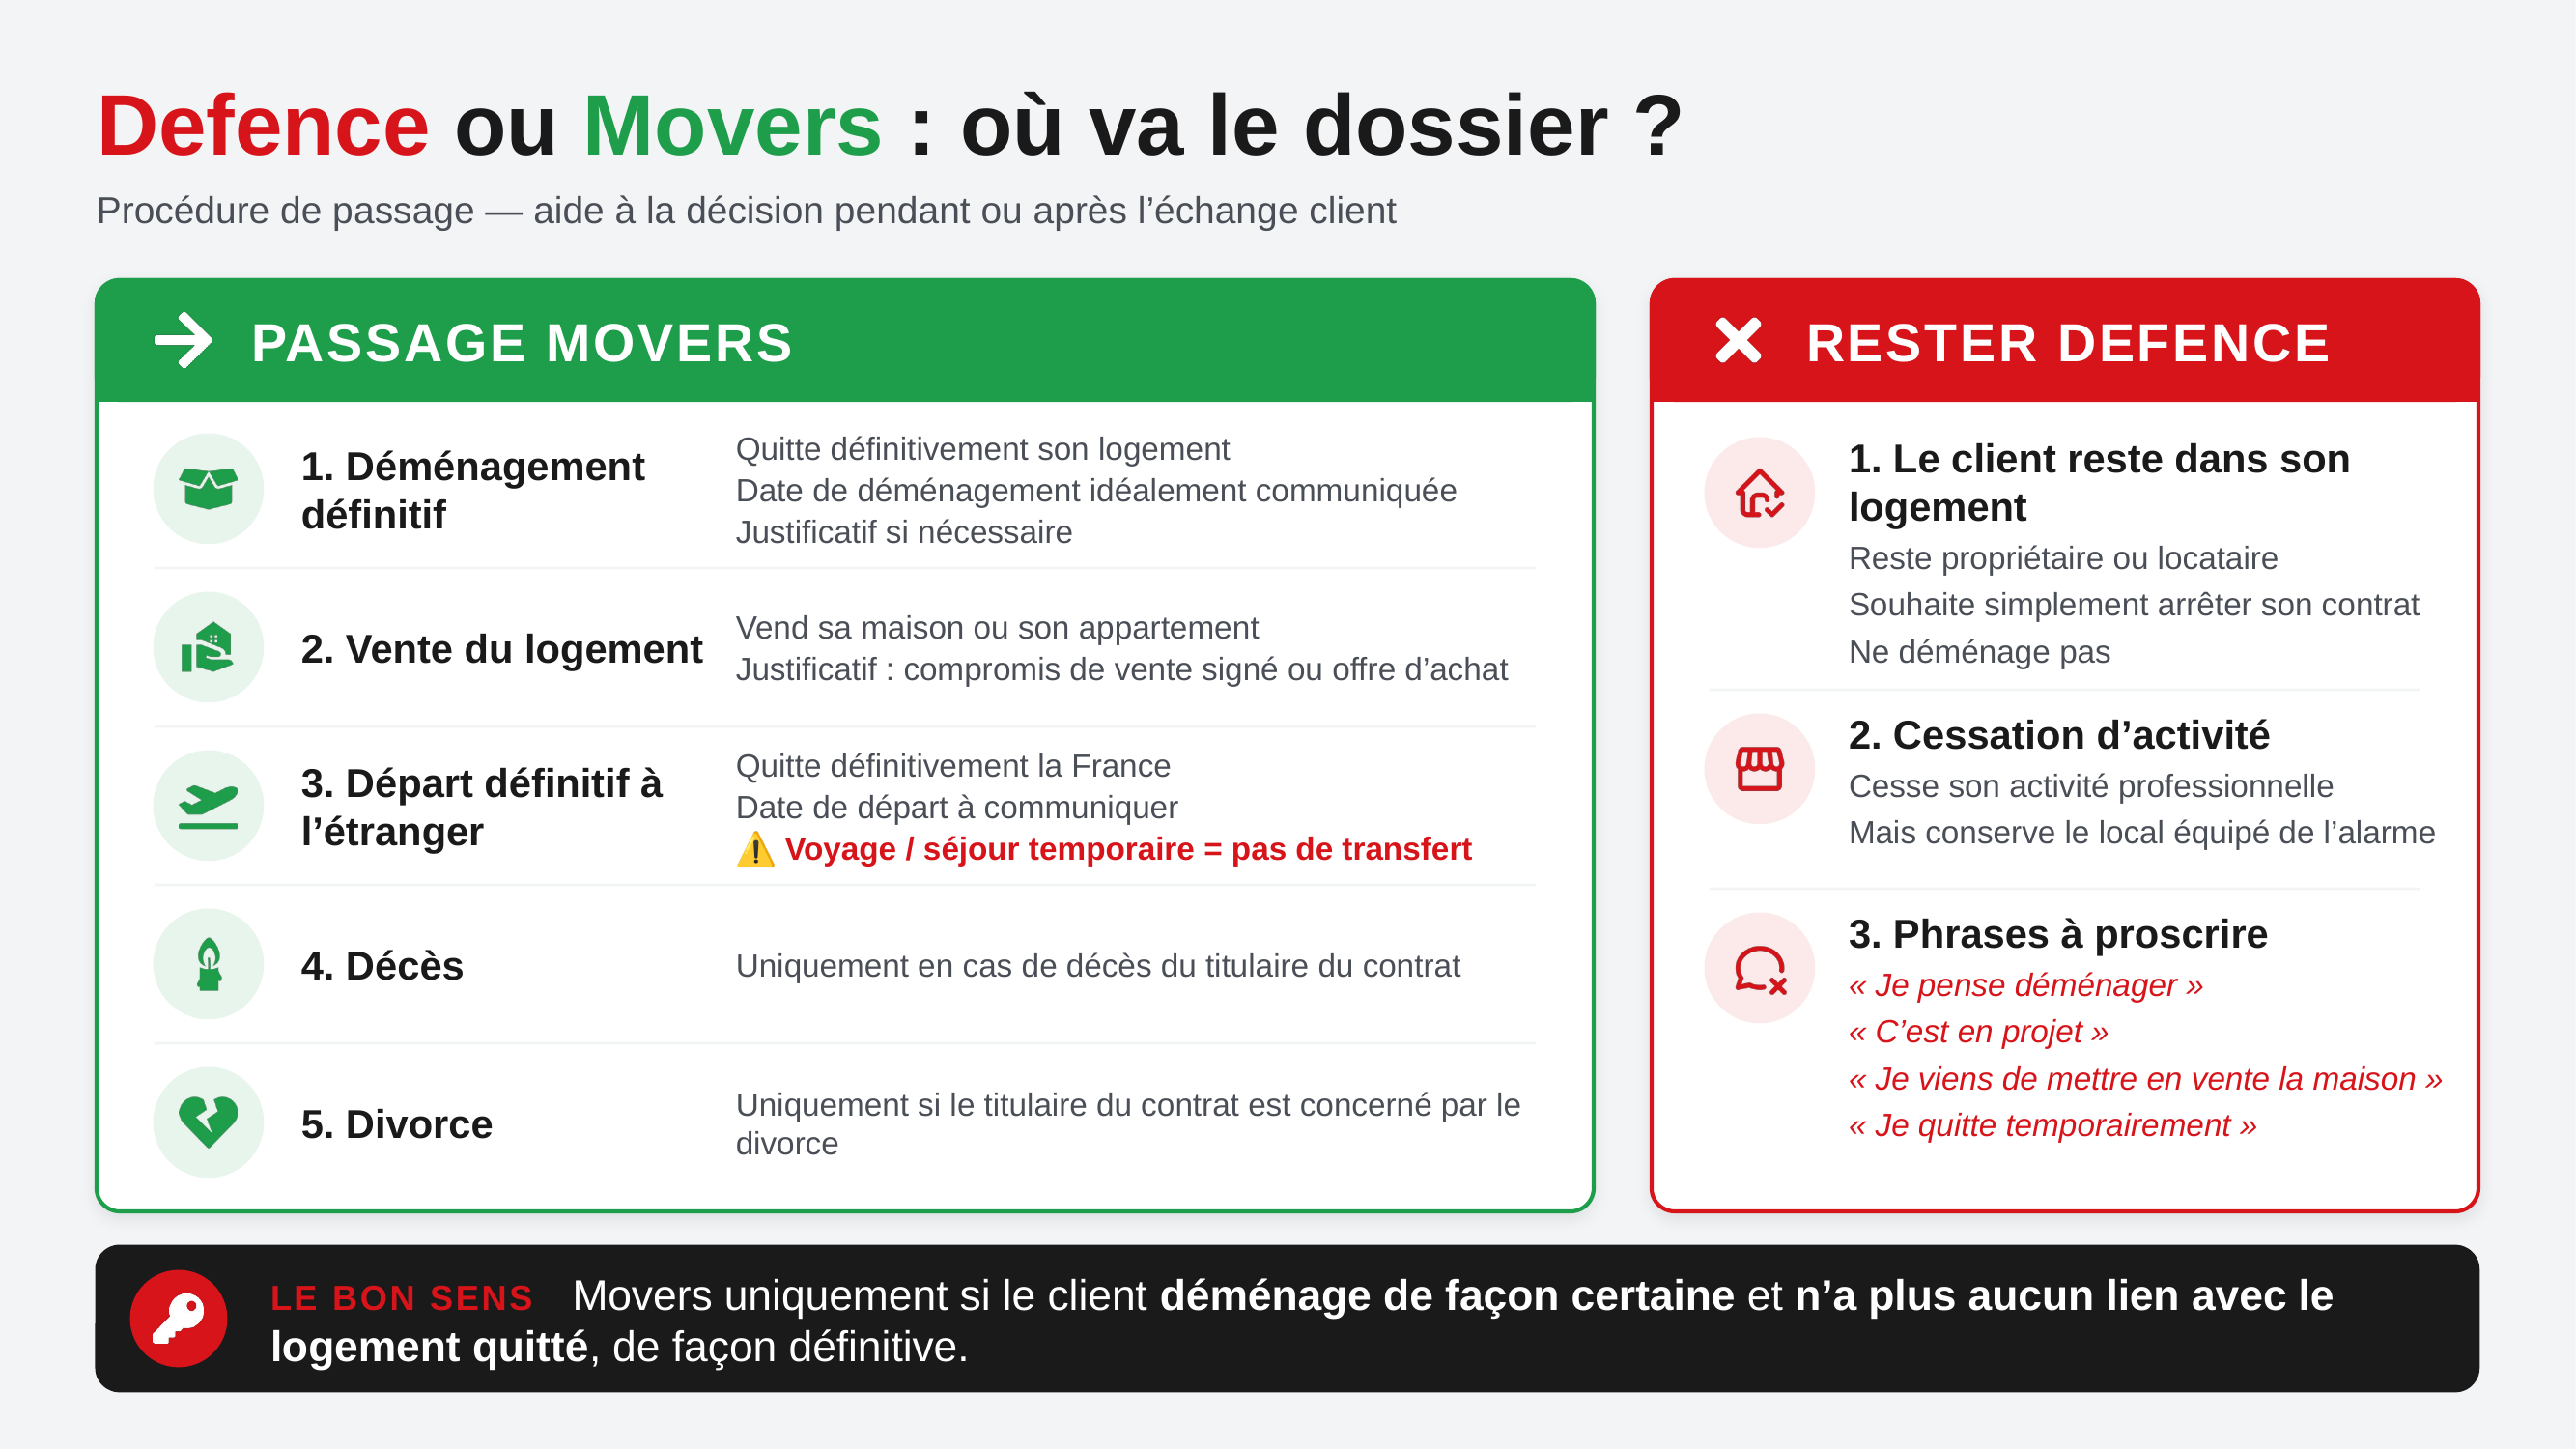 Defence ou Movers : où va le dossier ?
Procédure de passage — aide à la décision pendant ou après l’échange client
PASSAGE MOVERS
1. Déménagement
définitif
Quitte définitivement son logement
Date de déménagement idéalement communiquée
Justificatif si nécessaire
2. Vente du logement
Vend sa maison ou son appartement
Justificatif : compromis de vente signé ou offre d’achat
3. Départ définitif à
l’étranger
Quitte définitivement la France
Date de départ à communiquer
⚠️ Voyage / séjour temporaire = pas de transfert
4. Décès
Uniquement en cas de décès du titulaire du contrat
5. Divorce
Uniquement si le titulaire du contrat est concerné par le
divorce
RESTER DEFENCE
1. Le client reste dans son
logement
Reste propriétaire ou locataire
Souhaite simplement arrêter son contrat
Ne déménage pas
2. Cessation d’activité
Cesse son activité professionnelle
Mais conserve le local équipé de l’alarme
3. Phrases à proscrire
« Je pense déménager »
« C’est en projet »
« Je viens de mettre en vente la maison »
« Je quitte temporairement »
LE BON SENS Movers uniquement si le client déménage de façon certaine et n’a plus aucun lien avec le
logement quitté, de façon définitive.